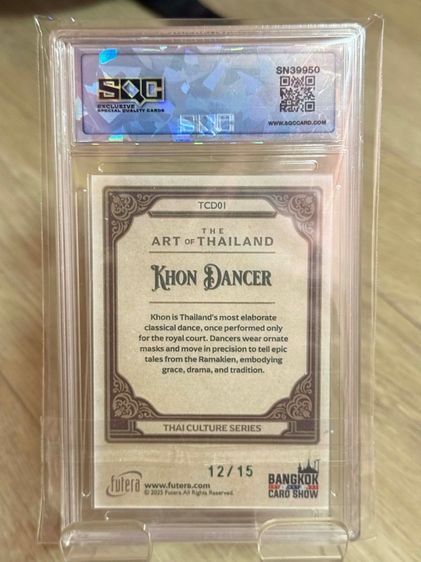 SQC
EXCLUSIVE
SPECIAL QUALITY CARDS
SN39950
WWW.SQCCARD.COM
SQC
TCD01
THE
ART OF THAILAND
KHON DANCER
Khon is Thailand's most elaborate
classical dance, once performed only
for the royal court. Dancers wear ornate
masks and move in precision to tell epic
tales from the Ramakien, embodying
grace, drama, and tradition.
THAI CULTURE SERIES
12/15
futera www.futera.com
© 2025 Futera. All Rights Reserved.
BANGKOK
CARD SHOW